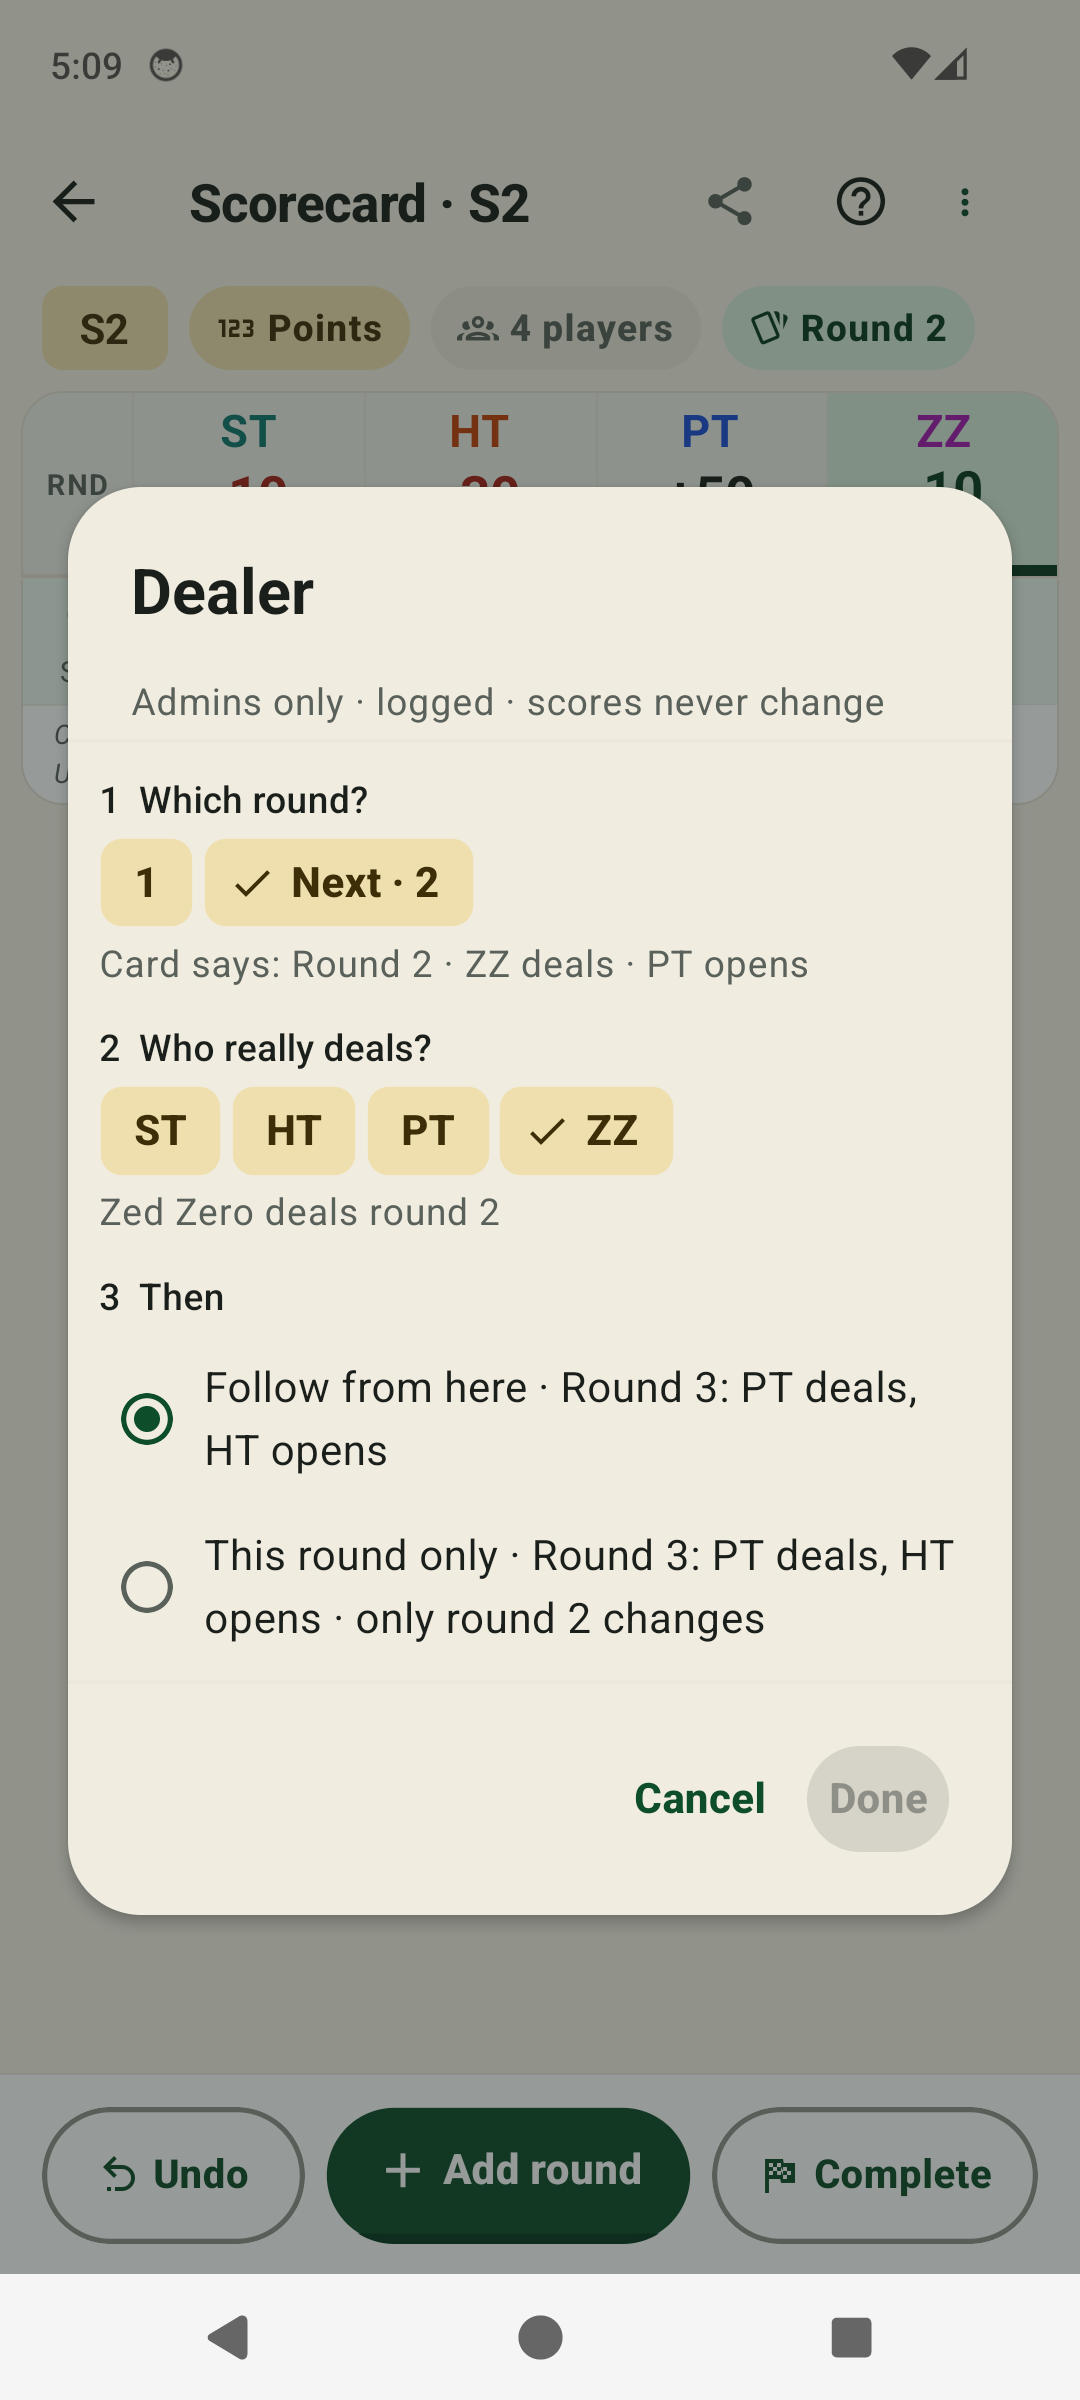 5:09
Scorecard · S2
S2
123 Points
4 players
Round 2
ST
HT
PT
ZZ
RND
Dealer
Admins only · logged · scores never change
1 Which round?
1
Next · 2
Card says: Round 2 · ZZ deals · PT opens
2 Who really deals?
ST
HT
PT
ZZ
Zed Zero deals round 2
3 Then
Follow from here · Round 3: PT deals,
HT opens
This round only · Round 3: PT deals, HT
opens · only round 2 changes
Cancel
Done
Undo
Add round
Complete